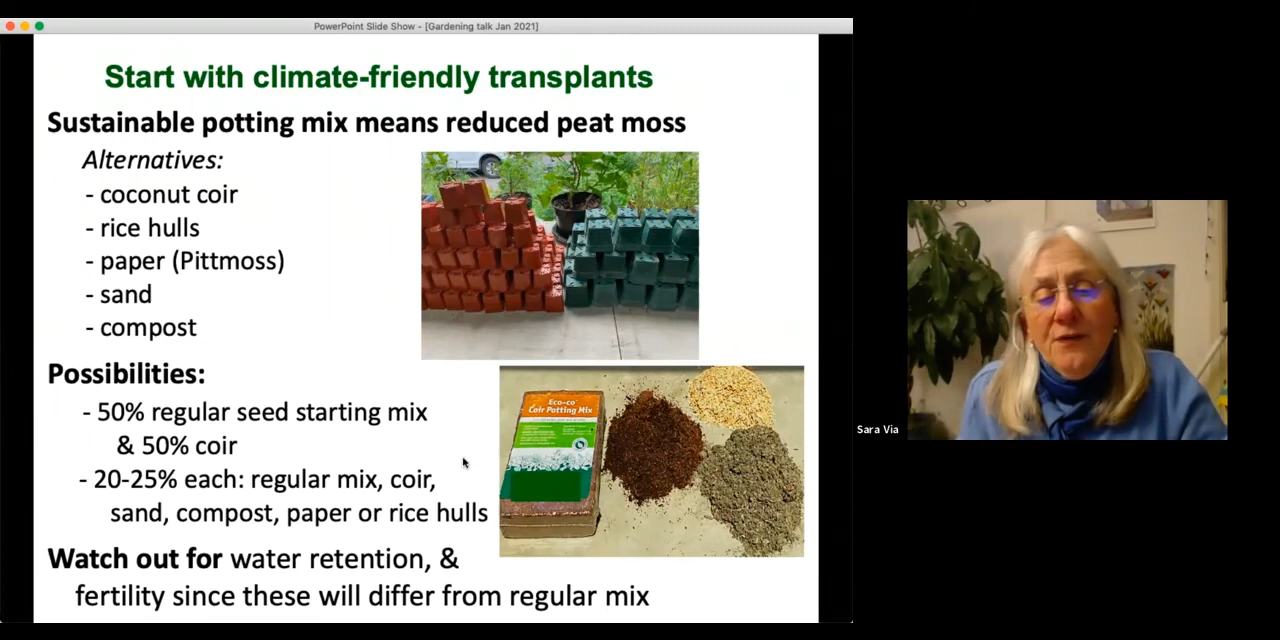 PowerPoint Slide Show - [Gardening talk Jan 2021]
Start with climate-friendly transplants
Sustainable potting mix means reduced peat moss
Alternatives:
- coconut coir
- rice hulls
- paper (Pittmoss)
- sand
- compost
Possibilities:
- 50% regular seed starting mix
& 50% coir
- 20-25% each: regular mix, coir,
sand, compost, paper or rice hulls
Watch out for water retention, &
fertility since these will differ from regular mix
Eco-co
Coir Potting Mix
Sara Via